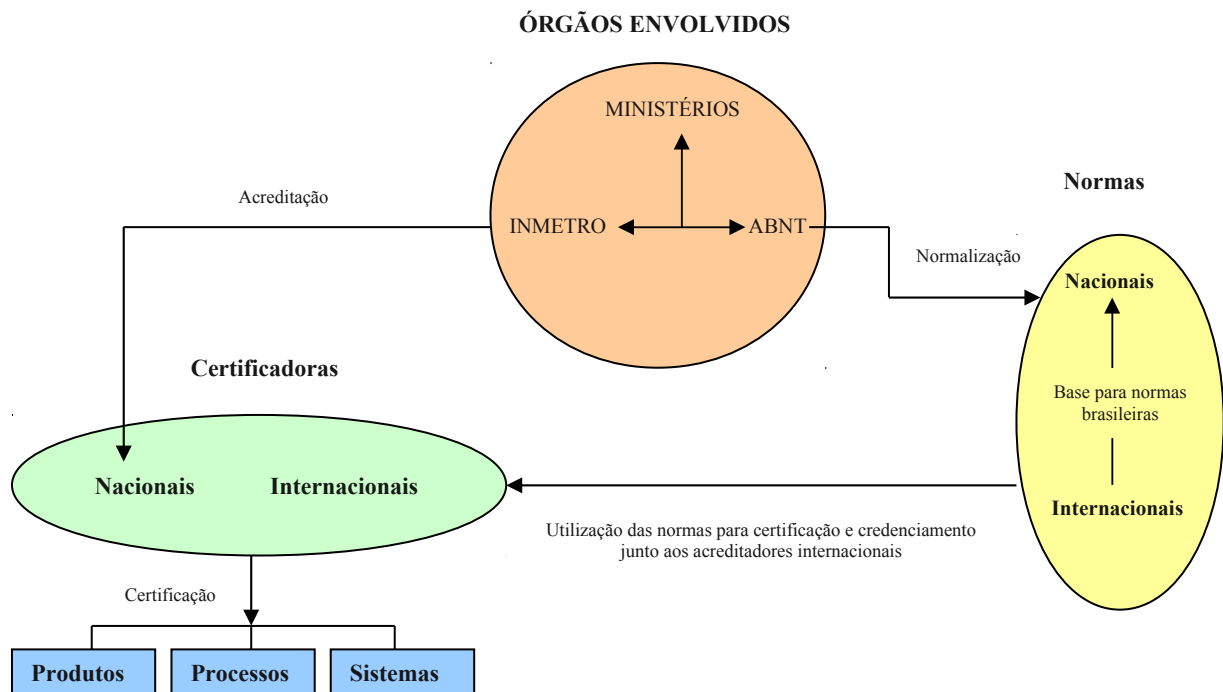 ÓRGÃOS ENVOLVIDOS
MINISTÉRIOS
Acreditação
INMETRO
ABNT
Normas
Normalização
Nacionais
Certificadoras
Base para normas
brasileiras
Nacionais
Internacionais
Internacionais
Utilização das normas para certificação e credenciamento
junto aos acreditadores internacionais
Certificação
Produtos
Processos
Sistemas